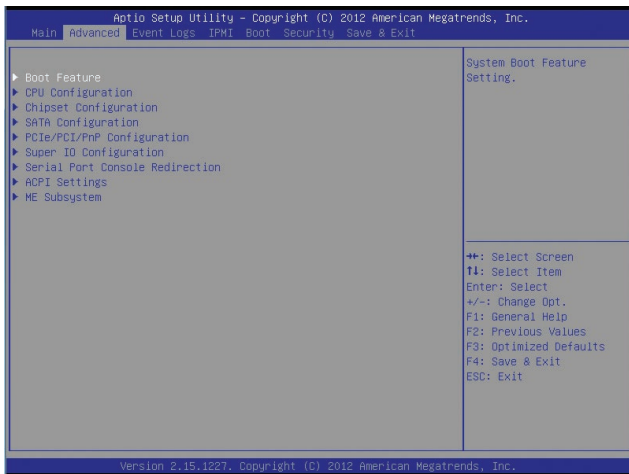 Aptio Setup Utility – Copyright (C) 2012 American Megatrends, Inc.
Main Advanced Event Logs IPMI Boot Security Save & Exit
Boot Feature
CPU Configuration
Chipset Configuration
SATA Configuration
PCIe/PCI/PnP Configuration
Super IO Configuration
Serial Port Console Redirection
ACPI Settings
ME Subsystem
System Boot Feature
Setting.
→←: Select Screen
↑↓: Select Item
Enter: Select
+/-: Change Opt.
F1: General Help
F2: Previous Values
F3: Optimized Defaults
F4: Save & Exit
ESC: Exit
Version 2.15.1227. Copyright (C) 2012 American Megatrends, Inc.